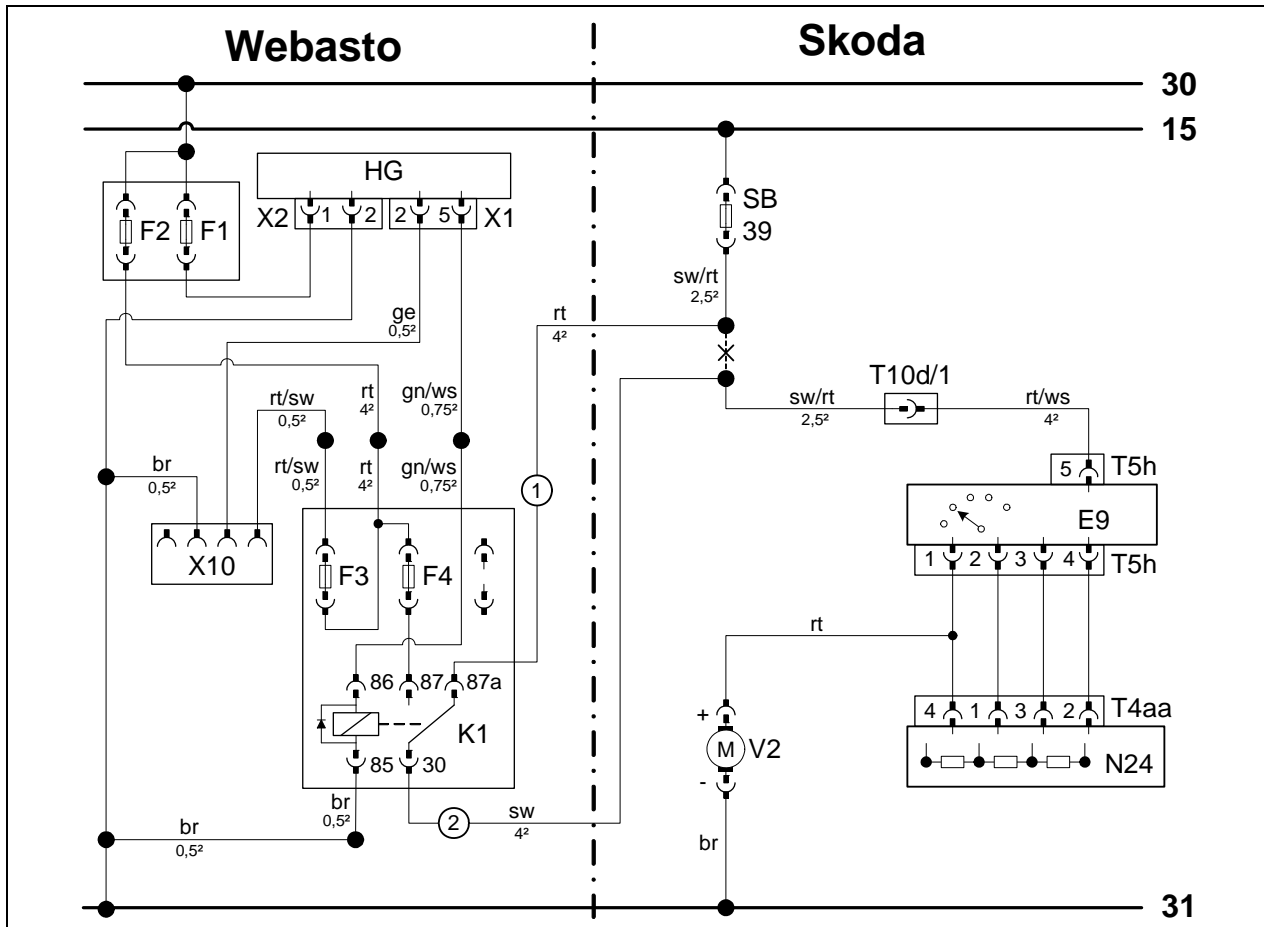 Webasto
Skoda
30
15
HG
X2 1 2 2 5 X1
F2 F1
SB
39
sw/rt
2,5²
ge
0,5²
rt
4²
T10d/1
rt/sw
0,5²
rt
4²
gn/ws
0,75²
sw/rt
2,5²
rt/ws
4²
br
0,5²
rt/sw
0,5²
rt
4²
gn/ws
0,75²
1
5 T5h
E9
X10
F3 F4
1 2 3 4 T5h
rt
86 87 87a
K1
85 30
4 1 3 2 T4aa
+
M V2
-
N24
br
0,5²
br
0,5²
2
sw
4²
br
31